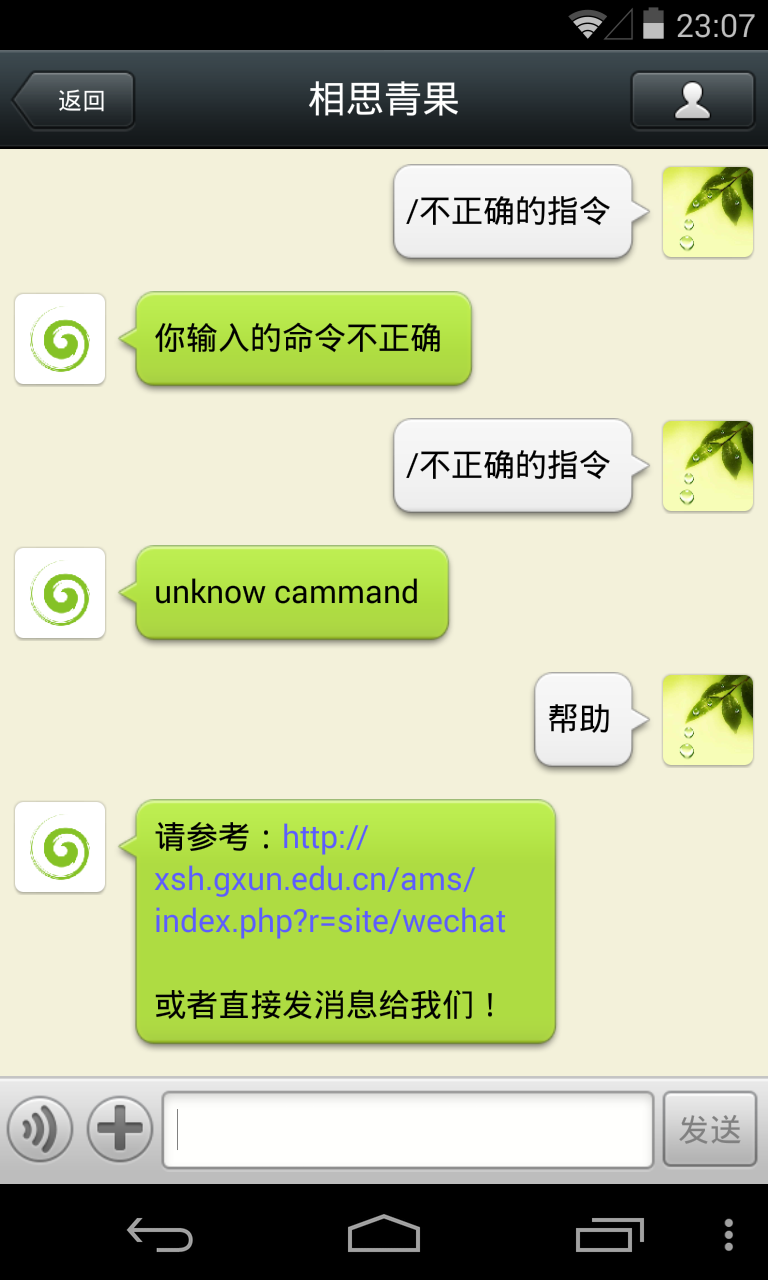 23:07
返回
相思青果
/不正确的指令
你输入的命令不正确
/不正确的指令
unknow cammand
帮助
请参考：http://
xsh.gxun.edu.cn/ams/
index.php?r=site/wechat
或者直接发消息给我们！
发送